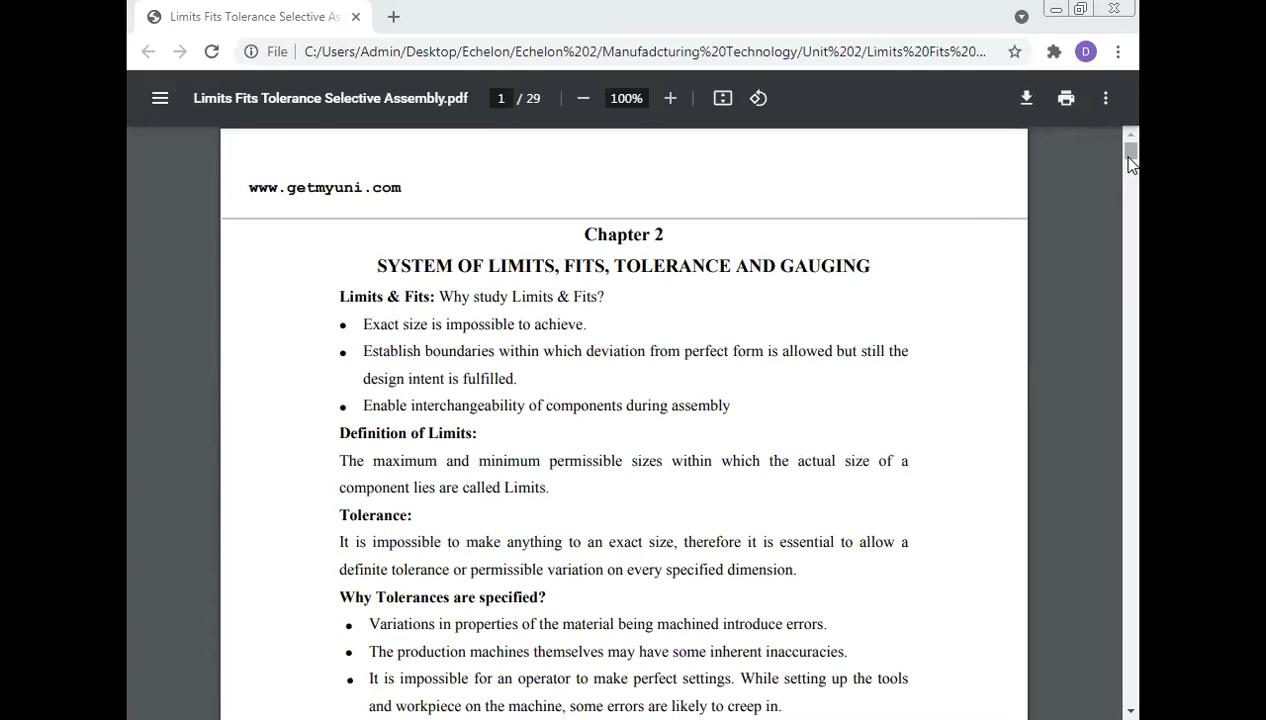 Limits Fits Tolerance Selective As
File C:/Users/Admin/Desktop/Echelon/Echelon%202/Manufadcturing%20Technology/Unit%202/Limits%20Fits%20... D
Limits Fits Tolerance Selective Assembly.pdf 1 / 29 100%
www.getmyuni.com
Chapter 2
SYSTEM OF LIMITS, FITS, TOLERANCE AND GAUGING
Limits & Fits: Why study Limits & Fits?
• Exact size is impossible to achieve.
• Establish boundaries within which deviation from perfect form is allowed but still the
design intent is fulfilled.
• Enable interchangeability of components during assembly
Definition of Limits:
The maximum and minimum permissible sizes within which the actual size of a
component lies are called Limits.
Tolerance:
It is impossible to make anything to an exact size, therefore it is essential to allow a
definite tolerance or permissible variation on every specified dimension.
Why Tolerances are specified?
• Variations in properties of the material being machined introduce errors.
• The production machines themselves may have some inherent inaccuracies.
• It is impossible for an operator to make perfect settings. While setting up the tools
and workpiece on the machine, some errors are likely to creep in.